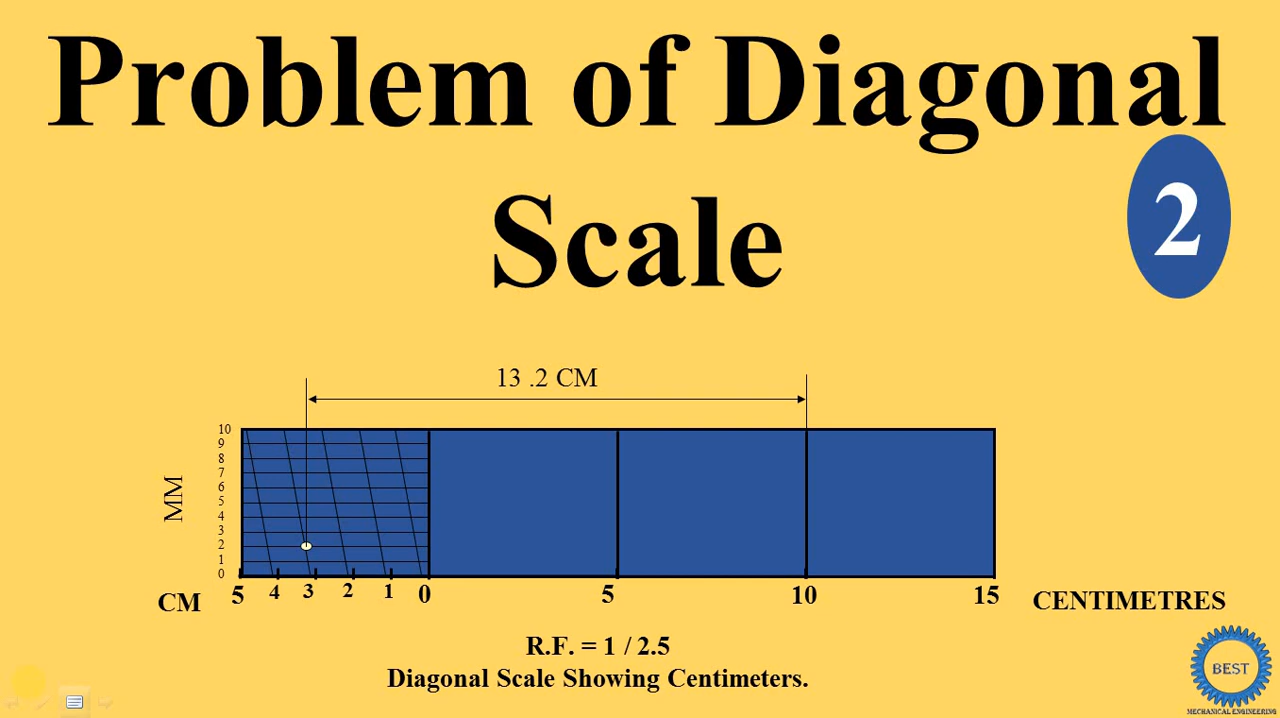 Problem of Diagonal
Scale
2
13 .2 CM
10
9
8
7
6
5
4
3
2
1
0
MM
CM
5 4 3 2 1 0 5 10 15
CENTIMETRES
R.F. = 1 / 2.5
Diagonal Scale Showing Centimeters.
BEST
MECHANICAL ENGINEERING